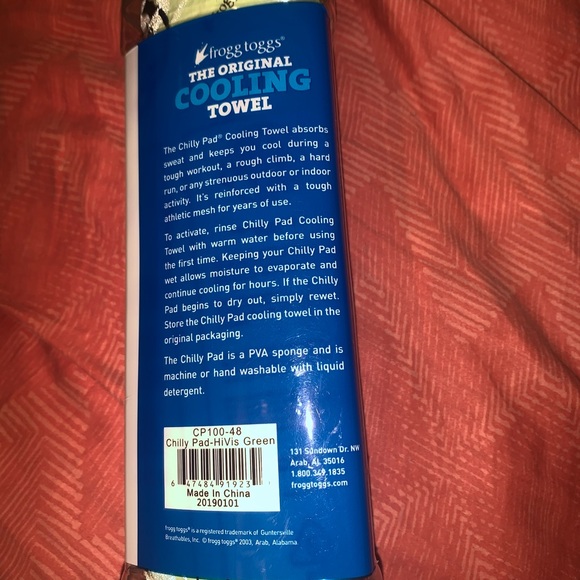 frogg toggs®
THE ORIGINAL
COOLING
TOWEL
The Chilly Pad® Cooling Towel absorbs
sweat and keeps you cool during a
tough workout, a rough climb, a hard
run, or any strenuous outdoor or indoor
activity. It's reinforced with a tough
athletic mesh for years of use.
To activate, rinse Chilly Pad Cooling
Towel with warm water before using
the first time. Keeping your Chilly Pad
wet allows moisture to evaporate and
continue cooling for hours. If the Chilly
Pad begins to dry out, simply rewet.
Store the Chilly Pad cooling towel in the
original packaging.
The Chilly Pad is a PVA sponge and is
machine or hand washable with liquid
detergent.
CP100-48
Chilly Pad-HiVis Green
6 47484 91923
Made In China
20190101
131 Sundown Dr. NW
Arab, AL 35016
1.800.349.1835
froggtoggs.com
frogg toggs® is a registered trademark of Guntersville
Breathables, Inc. © frogg toggs® 2003, Arab, Alabama